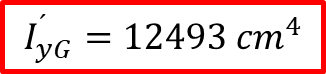 I´yG = 12493 cm⁴